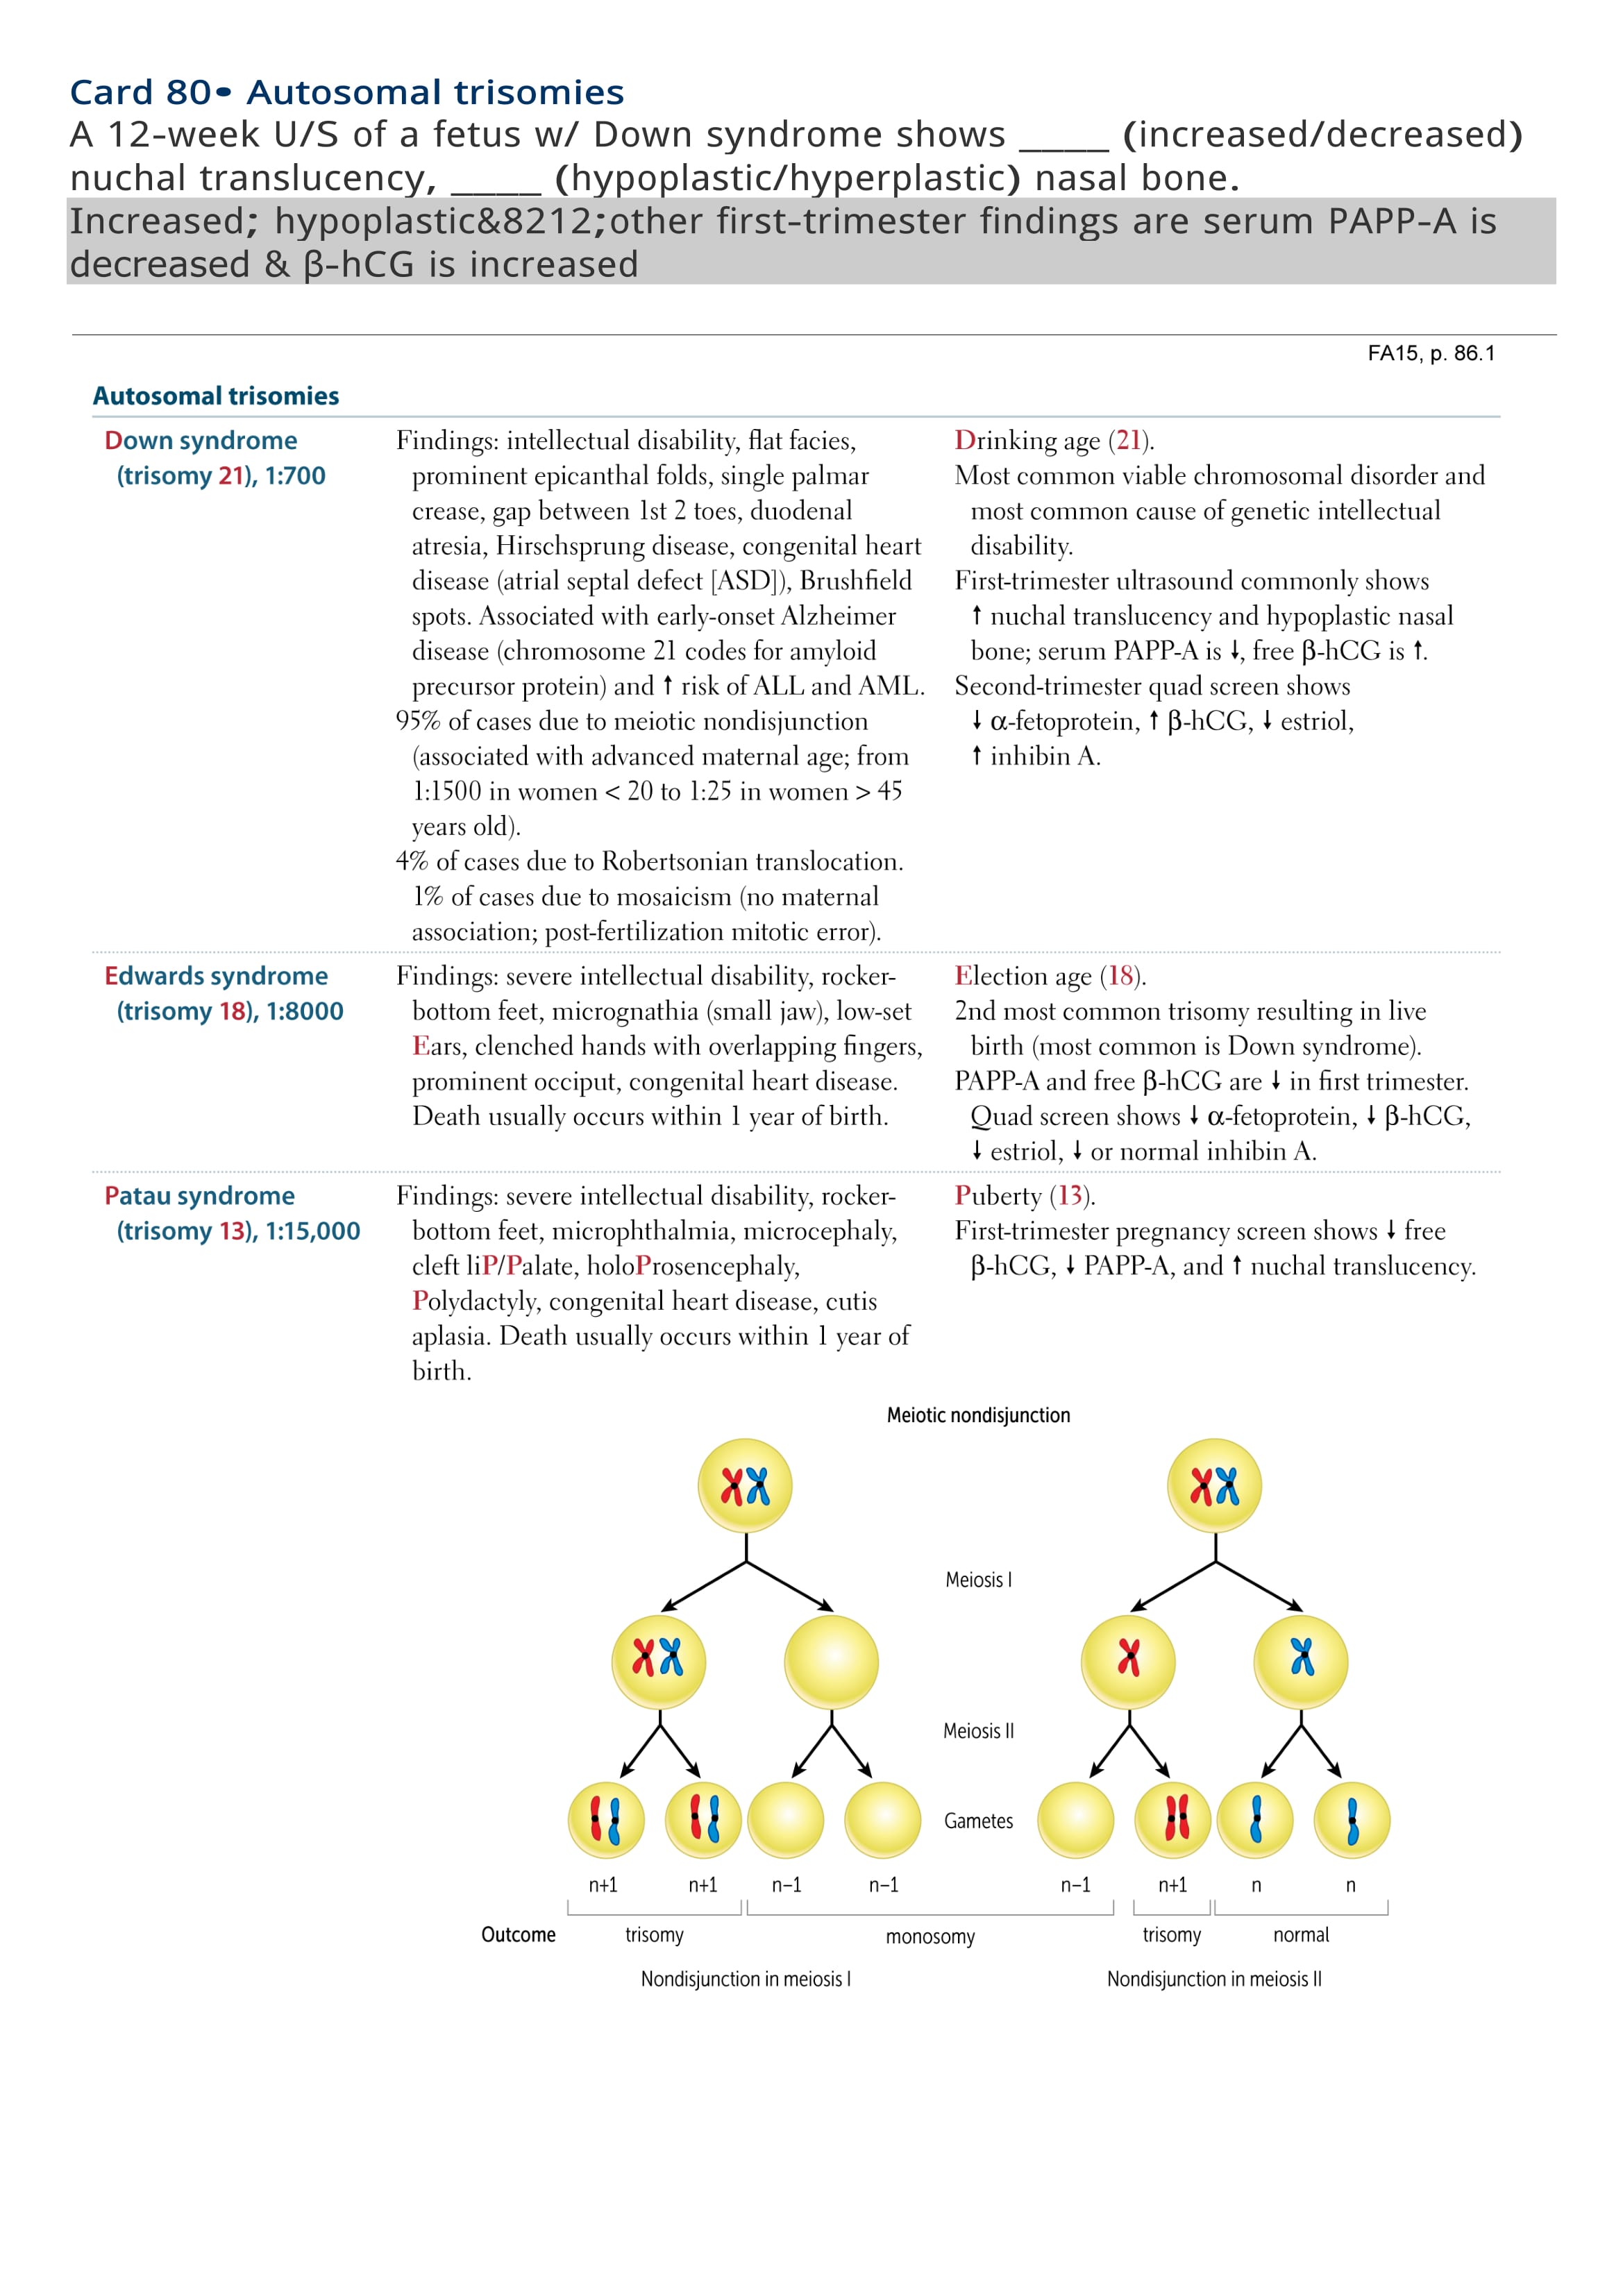 Card 80• Autosomal trisomies
A 12-week U/S of a fetus w/ Down syndrome shows ____ (increased/decreased)
nuchal translucency, ____ (hypoplastic/hyperplastic) nasal bone.
Increased; hypoplastic&8212;other first-trimester findings are serum PAPP-A is
decreased & β-hCG is increased
FA15, p. 86.1
Autosomal trisomies
Down syndrome
(trisomy 21), 1:700
Findings: intellectual disability, flat facies,
prominent epicanthal folds, single palmar
crease, gap between 1st 2 toes, duodenal
atresia, Hirschsprung disease, congenital heart
disease (atrial septal defect [ASD]), Brushfield
spots. Associated with early-onset Alzheimer
disease (chromosome 21 codes for amyloid
precursor protein) and ↑ risk of ALL and AML.
95% of cases due to meiotic nondisjunction
(associated with advanced maternal age; from
1:1500 in women < 20 to 1:25 in women > 45
years old).
4% of cases due to Robertsonian translocation.
1% of cases due to mosaicism (no maternal
association; post-fertilization mitotic error).
Drinking age (21).
Most common viable chromosomal disorder and
most common cause of genetic intellectual
disability.
First-trimester ultrasound commonly shows
↑ nuchal translucency and hypoplastic nasal
bone; serum PAPP-A is ↓, free β-hCG is ↑.
Second-trimester quad screen shows
↓ α-fetoprotein, ↑ β-hCG, ↓ estriol,
↑ inhibin A.
Edwards syndrome
(trisomy 18), 1:8000
Findings: severe intellectual disability, rocker-
bottom feet, micrognathia (small jaw), low-set
Ears, clenched hands with overlapping fingers,
prominent occiput, congenital heart disease.
Death usually occurs within 1 year of birth.
Election age (18).
2nd most common trisomy resulting in live
birth (most common is Down syndrome).
PAPP-A and free β-hCG are ↓ in first trimester.
Quad screen shows ↓ α-fetoprotein, ↓ β-hCG,
↓ estriol, ↓ or normal inhibin A.
Patau syndrome
(trisomy 13), 1:15,000
Findings: severe intellectual disability, rocker-
bottom feet, microphthalmia, microcephaly,
cleft liP/Palate, holoProsencephaly,
Polydactyly, congenital heart disease, cutis
aplasia. Death usually occurs within 1 year of
birth.
Puberty (13).
First-trimester pregnancy screen shows ↓ free
β-hCG, ↓ PAPP-A, and ↑ nuchal translucency.
Meiotic nondisjunction
Meiosis I
Meiosis II
Gametes
n+1 n+1 n−1 n−1 n−1 n+1 n n
Outcome trisomy monosomy trisomy normal
Nondisjunction in meiosis I Nondisjunction in meiosis II